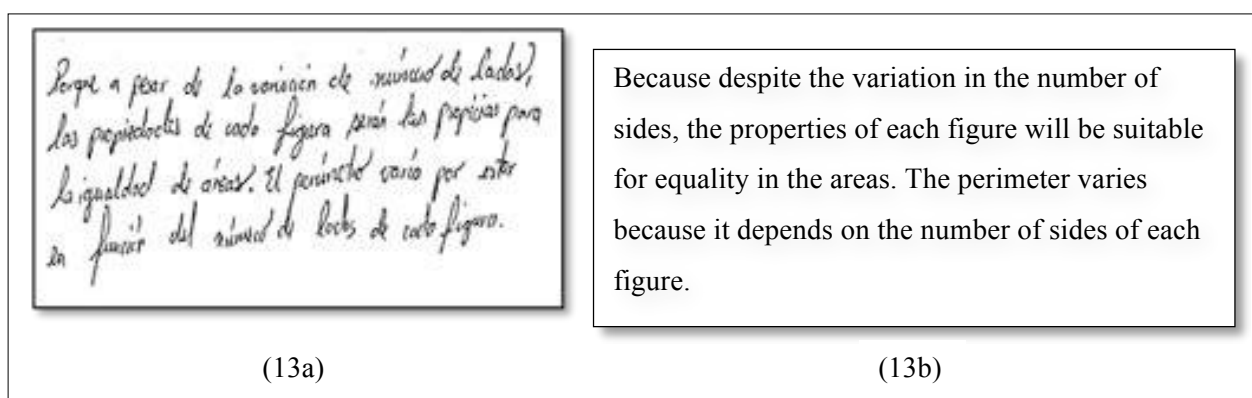 Porque a pesar de la variación de número de lados,
las propiedades de cada figura serán las propicias para
la igualdad de áreas. El perímetro varía por estar
en función del número de lados de cada figura.
(13a)
Because despite the variation in the number of
sides, the properties of each figure will be suitable
for equality in the areas. The perimeter varies
because it depends on the number of sides of each
figure.
(13b)